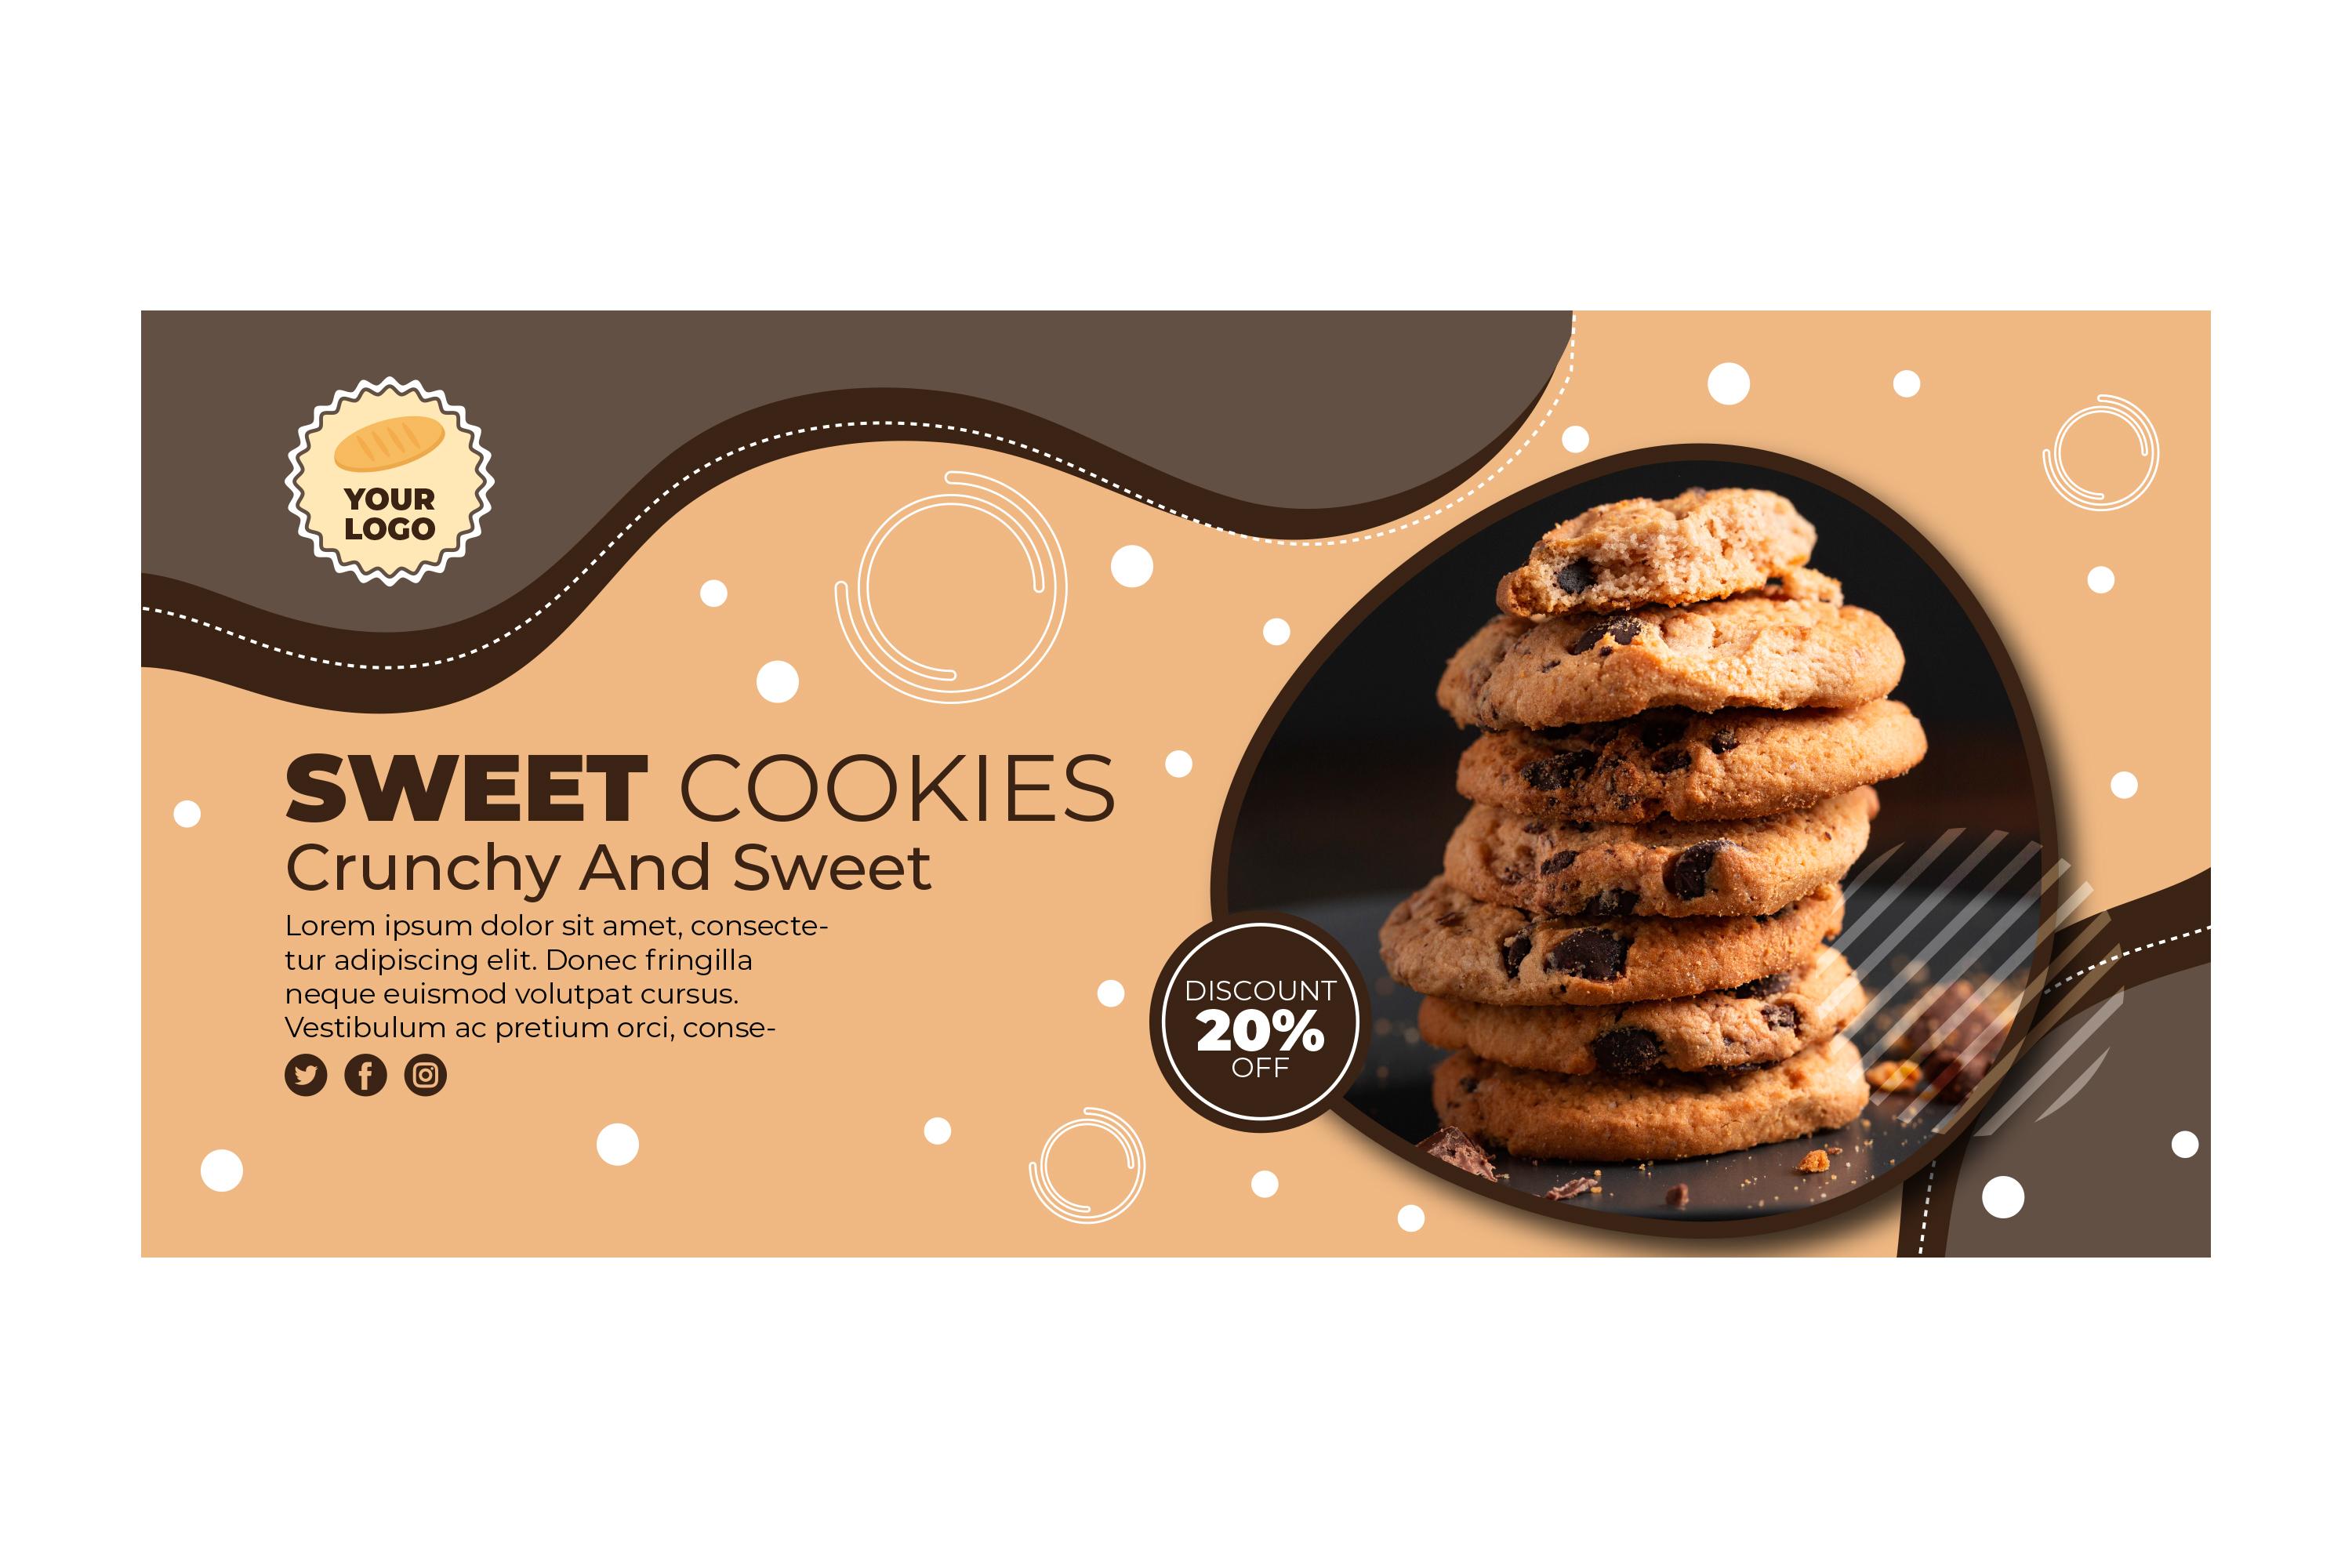 YOUR
LOGO
SWEET COOKIES
Crunchy And Sweet
Lorem ipsum dolor sit amet, consecte-
tur adipiscing elit. Donec fringilla
neque euismod volutpat cursus.
Vestibulum ac pretium orci, conse-
DISCOUNT
20%
OFF